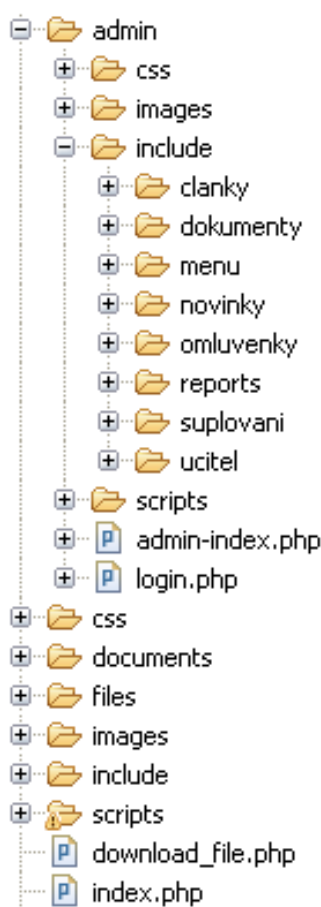 admin
css
images
include
clanky
dokumenty
menu
novinky
omluvenky
reports
suplovani
ucitel
scripts
admin-index.php
login.php
css
documents
files
images
include
scripts
download_file.php
index.php